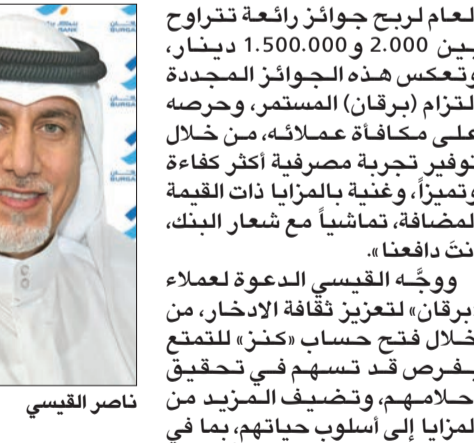 للعام لربح جوائز رائعة تتراوح
بين 2.000 و1.500.000 دينار،
وتعكس هذه الجوائز المجددة
التزام (برقان) المستمر، وحرصه
على مكافأة عملائه، من خلال
توفير تجربة مصرفية أكثر كفاءة
وتميزاً، وغنية بالمزايا ذات القيمة
المضافة، تماشياً مع شعار البنك،
أنتَ دافعنا».
ووجَّه القيسي الدعوة لعملاء
برقان» لتعزيز ثقافة الادخار، من
خلال فتح حساب «كنز» للتمتع
بفرص قد تسهم في تحقيق
أحلامهم، وتضيف المزيد من
المزايا إلى أسلوب حياتهم، بما في
ناصر القيسي